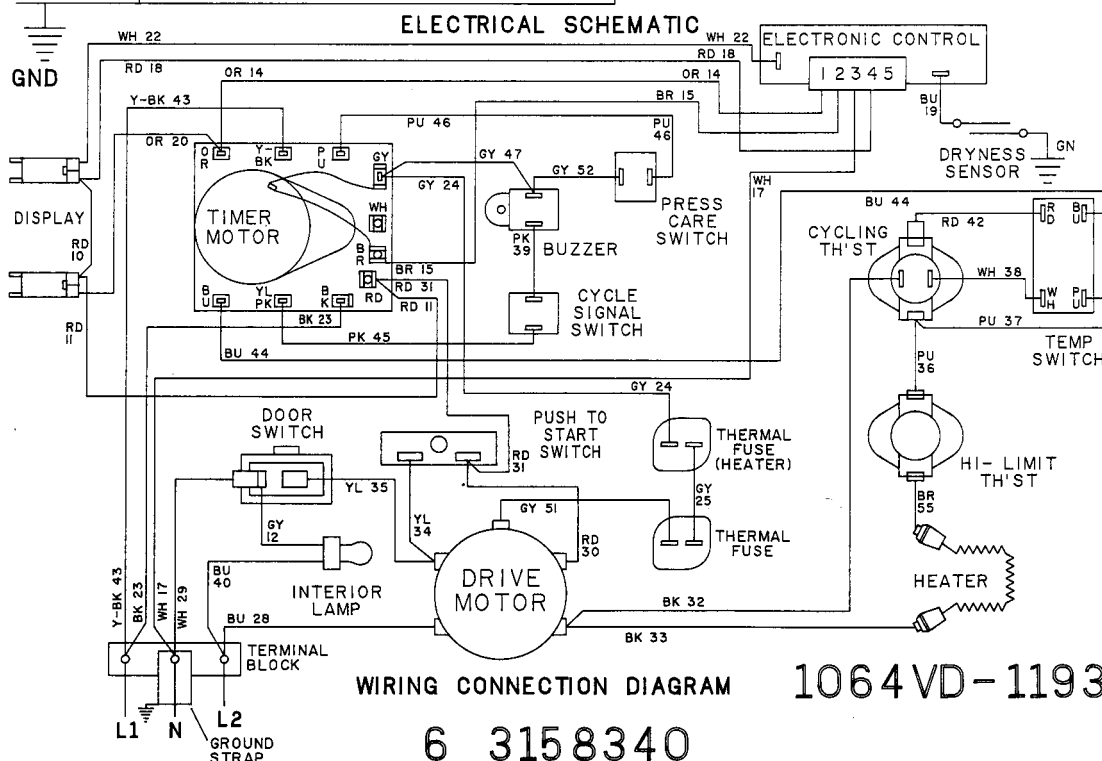 ELECTRICAL SCHEMATIC
GND
WH 22
RD 18
OR 14
Y-BK 43
OR 20
PU 46
WH 22
RD 18
OR 14
BR 15
ELECTRONIC CONTROL
1 2 3 4 5
BU 19
GN
DRYNESS SENSOR
PU 46
OR
Y-BK
PU
GY
WH
BR
RD
BU
YL PK
BK
TIMER MOTOR
GY 47
GY 24
GY 52
PRESS CARE SWITCH
WH 17
BU 44
DISPLAY
RD 10
RD 11
PK 39
BUZZER
CYCLING TH'ST
RD 42
WH 38
RD
BU
WH
PU
TEMP SWITCH
BR 15
RD 31
RD 11
BK 23
PK 45
BU 44
CYCLE SIGNAL SWITCH
PU 37
PU 36
GY 24
DOOR SWITCH
PUSH TO START SWITCH
RD 31
THERMAL FUSE (HEATER)
HI-LIMIT TH'ST
YL 35
GY 12
YL 34
GY 51
GY 25
RD 30
THERMAL FUSE
BR 55
BU 40
INTERIOR LAMP
DRIVE MOTOR
HEATER
Y-BK 43
BK 23
WH 17
WH 29
BU 28
BK 32
BK 33
TERMINAL BLOCK
L1
N
L2
GROUND STRAP
WIRING CONNECTION DIAGRAM
1064VD-1193
6 3158340